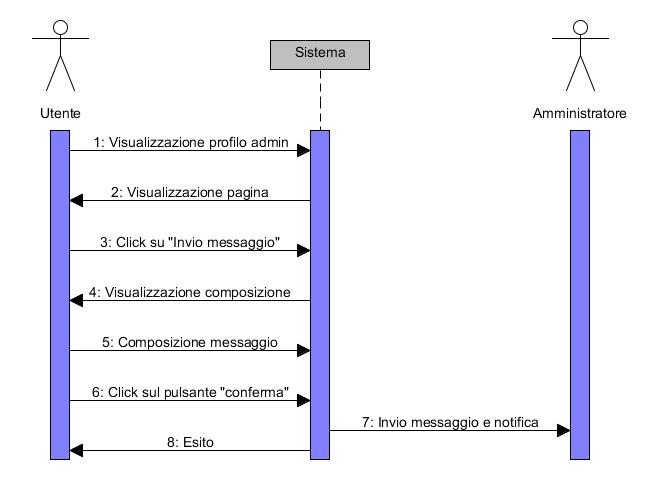 Sistema
Utente
Amministratore
1: Visualizzazione profilo admin
2: Visualizzazione pagina
3: Click su "Invio messaggio"
4: Visualizzazione composizione
5: Composizione messaggio
6: Click sul pulsante "conferma"
7: Invio messaggio e notifica
8: Esito